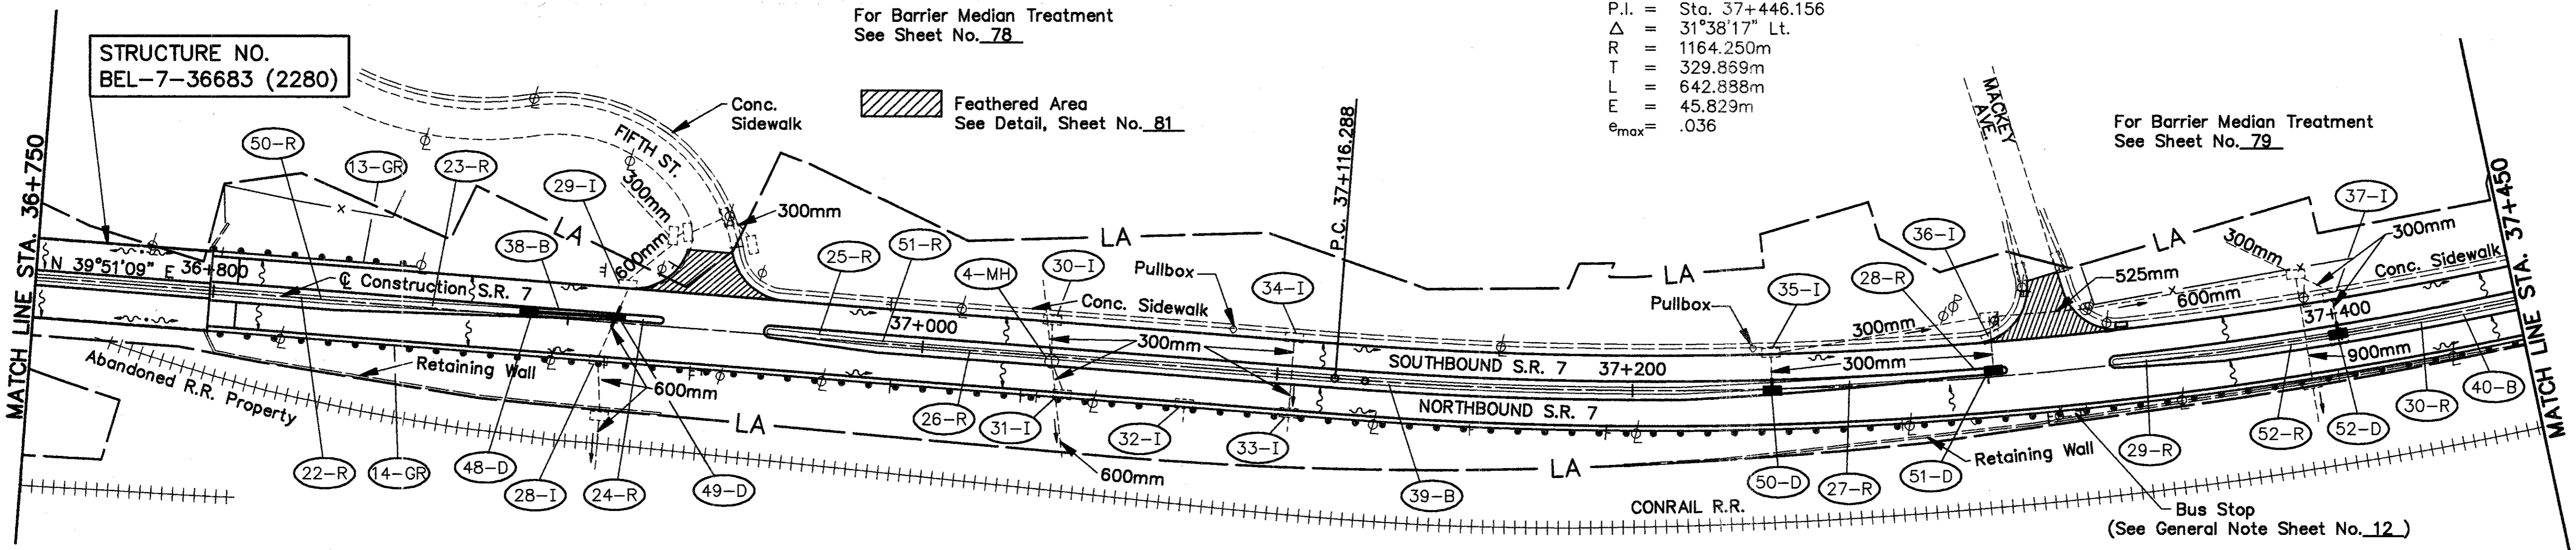 For Barrier Median Treatment
See Sheet No. 78
P.I. = Sta. 37+446.156
Δ = 31°38'17" Lt.
R = 1164.250m
T = 329.869m
L = 642.888m
E = 45.829m
emax= .036
STRUCTURE NO.
BEL-7-36683 (2280)
Feathered Area
See Detail, Sheet No. 81
Conc.
Sidewalk
FIFTH ST.
MACKEY
AVE.
For Barrier Median Treatment
See Sheet No. 79
MATCH LINE STA. 36+750
50-R
13-GR
23-R
29-I
300mm
300mm
P.C. 37+116.288
LA
38-B
600mm
25-R
51-R
4-MH
30-I
LA
Pullbox
34-I
LA
Pullbox
35-I
28-R
36-I
LA
525mm
300mm
37-I
300mm
Conc. Sidewalk
MATCH LINE STA. 37+450
N 39°51'09" E
36+800
℄ Construction S.R. 7
Conc. Sidewalk
37+000
300mm
300mm
600mm
37+400
SOUTHBOUND S.R. 7
37+200
300mm
900mm
NORTHBOUND S.R. 7
Abandoned R.R. Property
Retaining Wall
600mm
LA
22-R
14-GR
48-D
28-I
24-R
49-D
26-R
31-I
600mm
32-I
33-I
39-B
LA
50-D
27-R
51-D
Retaining Wall
29-R
52-R
52-D
30-R
40-B
CONRAIL R.R.
Bus Stop
(See General Note Sheet No. 12 )